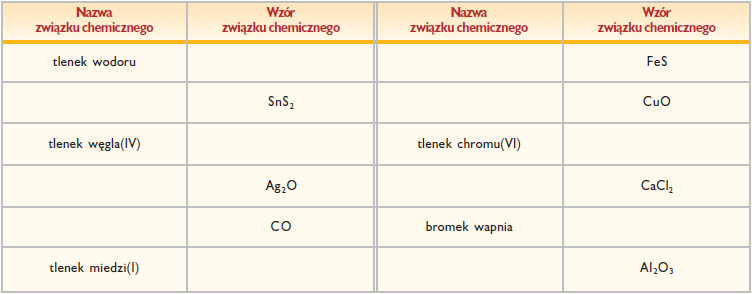 Nazwa
związku chemicznego
Wzór
związku chemicznego
Nazwa
związku chemicznego
Wzór
związku chemicznego
tlenek wodoru
FeS
SnS₂
CuO
tlenek węgla(IV)
tlenek chromu(VI)
Ag₂O
CaCl₂
CO
bromek wapnia
tlenek miedzi(I)
Al₂O₃